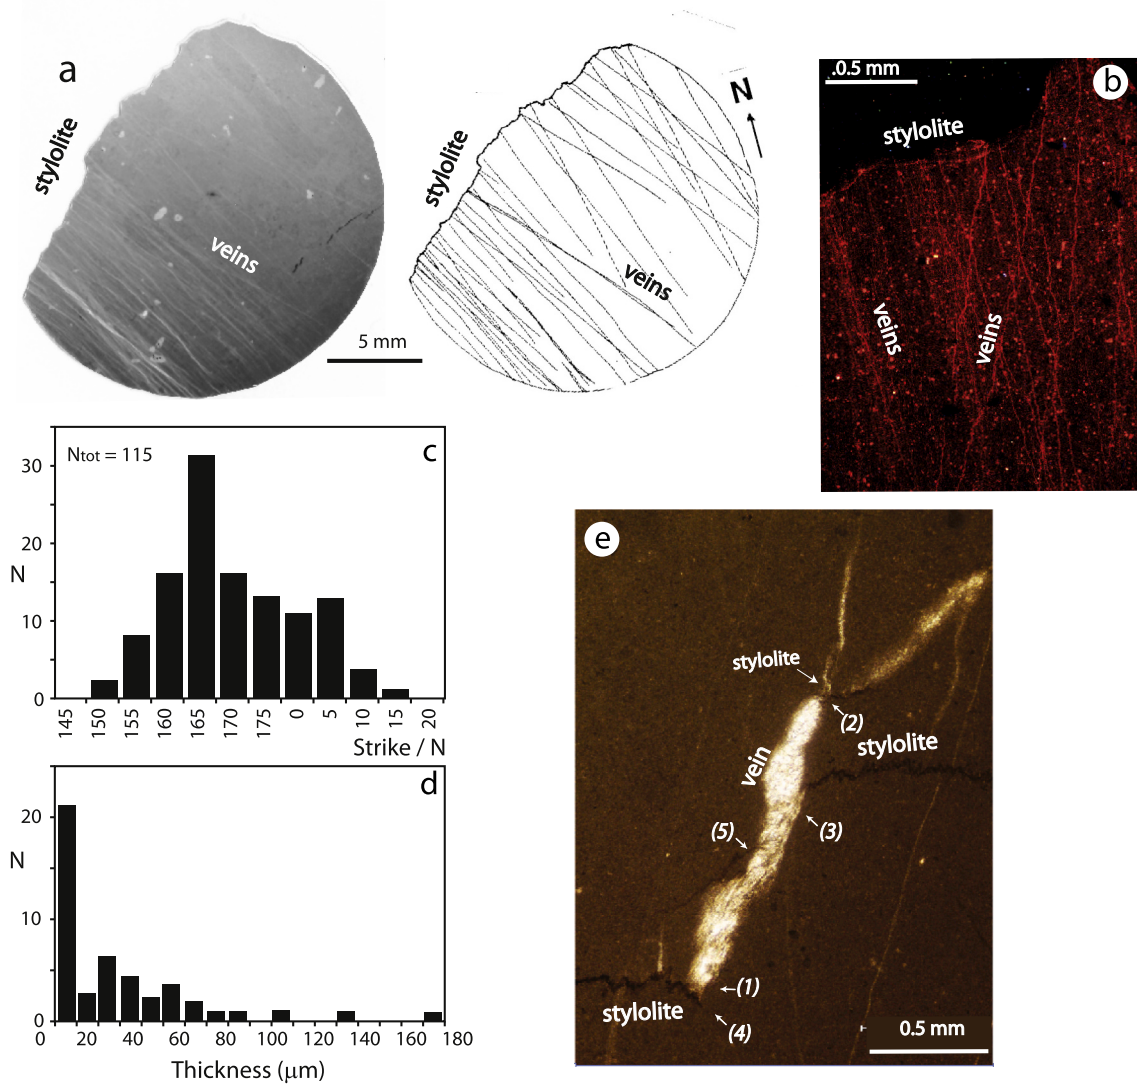 a
stylolite
veins
5 mm
stylolite
veins
N
.0.5 mm
b
stylolite
veins
veins
Ntot = 115
c
30
20
N
10
0
145 150 155 160 165 170 175 0 5 10 15 20
Strike / N
d
20
N
10
0
0 20 40 60 80 100 120 140 160 180
Thickness (μm)
e
stylolite
(2)
stylolite
vein
(5)
(3)
(1)
stylolite
(4)
0.5 mm